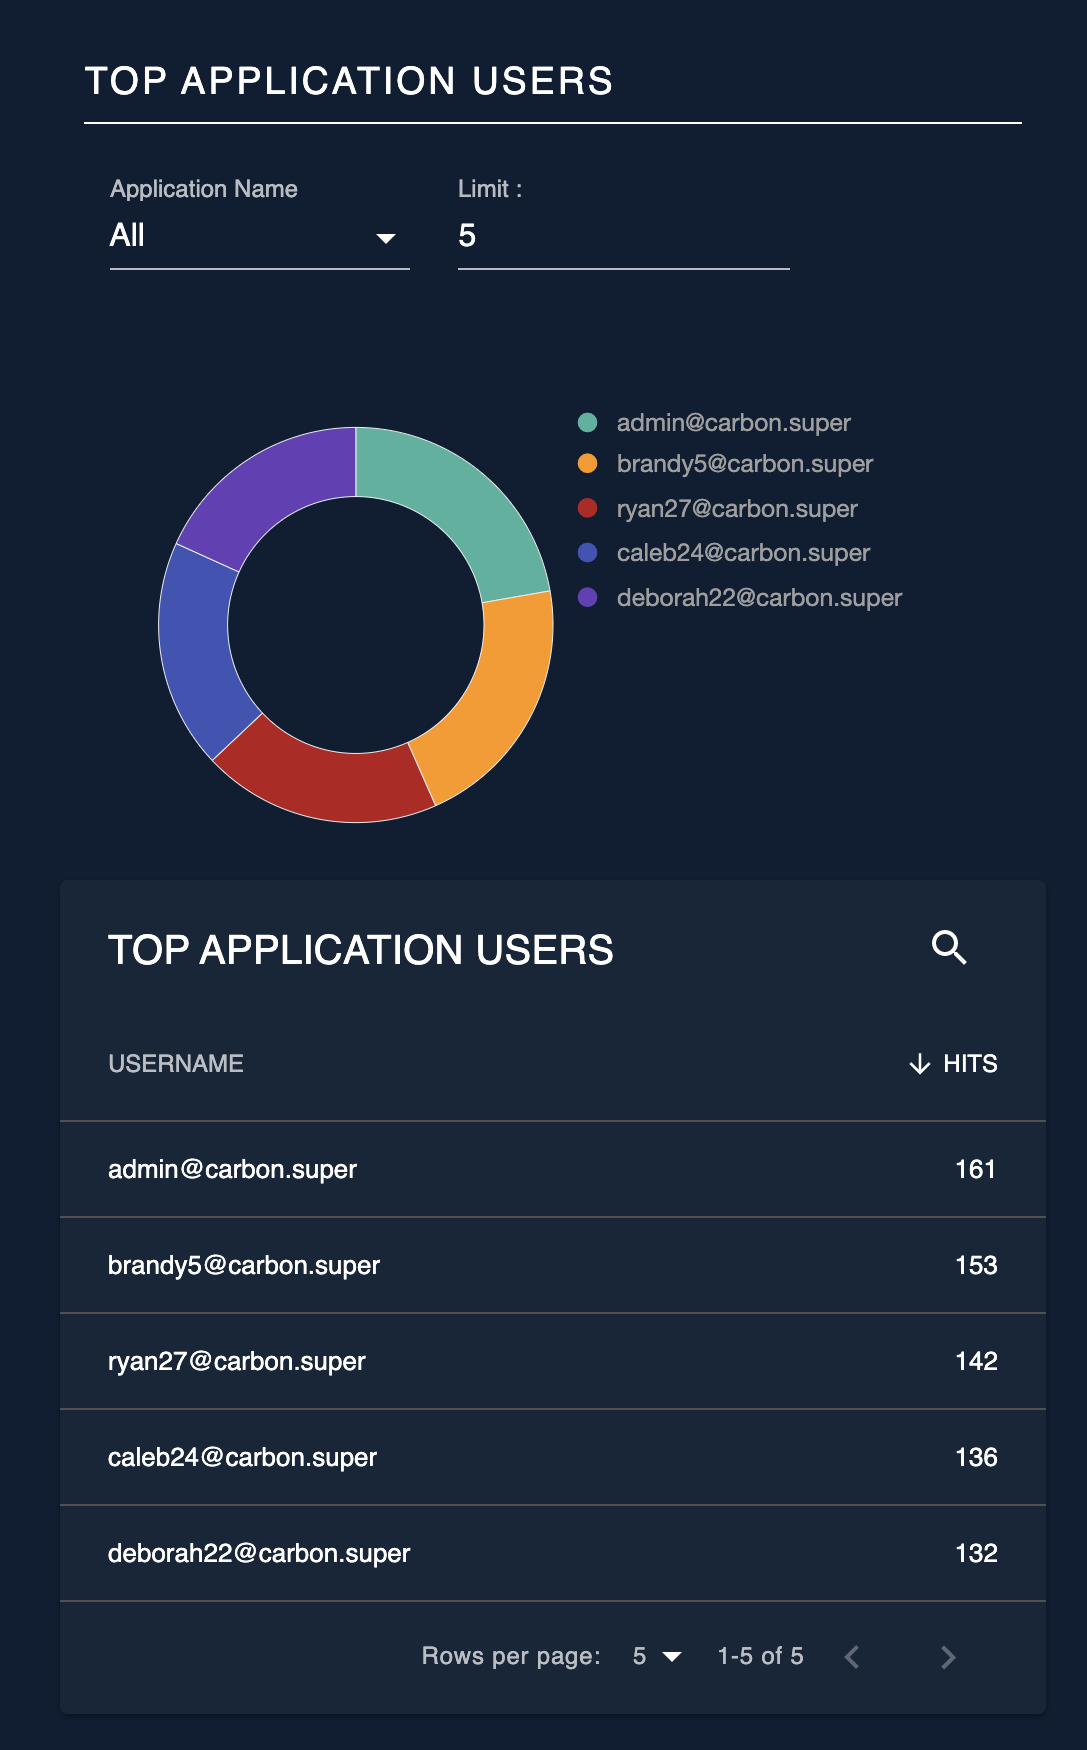 TOP APPLICATION USERS
Application Name
All
Limit :
5
admin@carbon.super
brandy5@carbon.super
ryan27@carbon.super
caleb24@carbon.super
deborah22@carbon.super
TOP APPLICATION USERS
USERNAME HITS
admin@carbon.super 161
brandy5@carbon.super 153
ryan27@carbon.super 142
caleb24@carbon.super 136
deborah22@carbon.super 132
Rows per page: 5 1-5 of 5